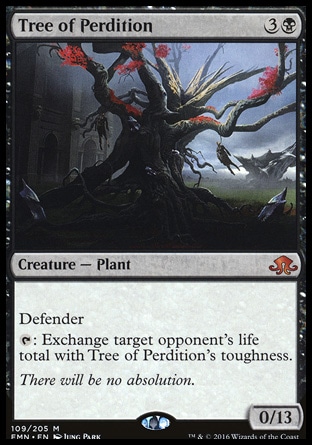 Tree of Perdition 3
Creature — Plant
Defender
: Exchange target opponent's life
total with Tree of Perdition's toughness.
There will be no absolution.
0/13
109/205 M
EMN • EN Jung Park ™ & © 2016 Wizards of the Coast